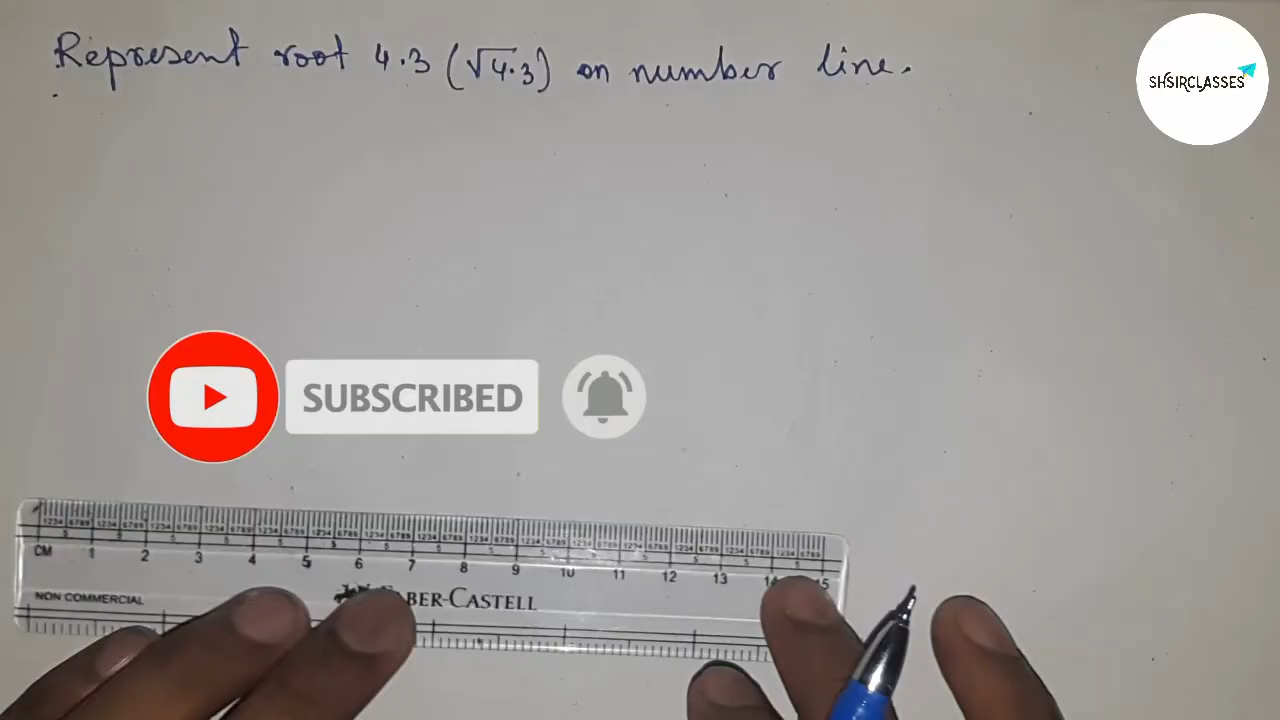 Represent root 4.3 (√4.3) on number line.
SHSIRCLASSES
SUBSCRIBED
CM 1 2 3 4 5 6 7 8 9 10 11 12 13 14 15
NON COMMERCIAL
ABER-CASTELL